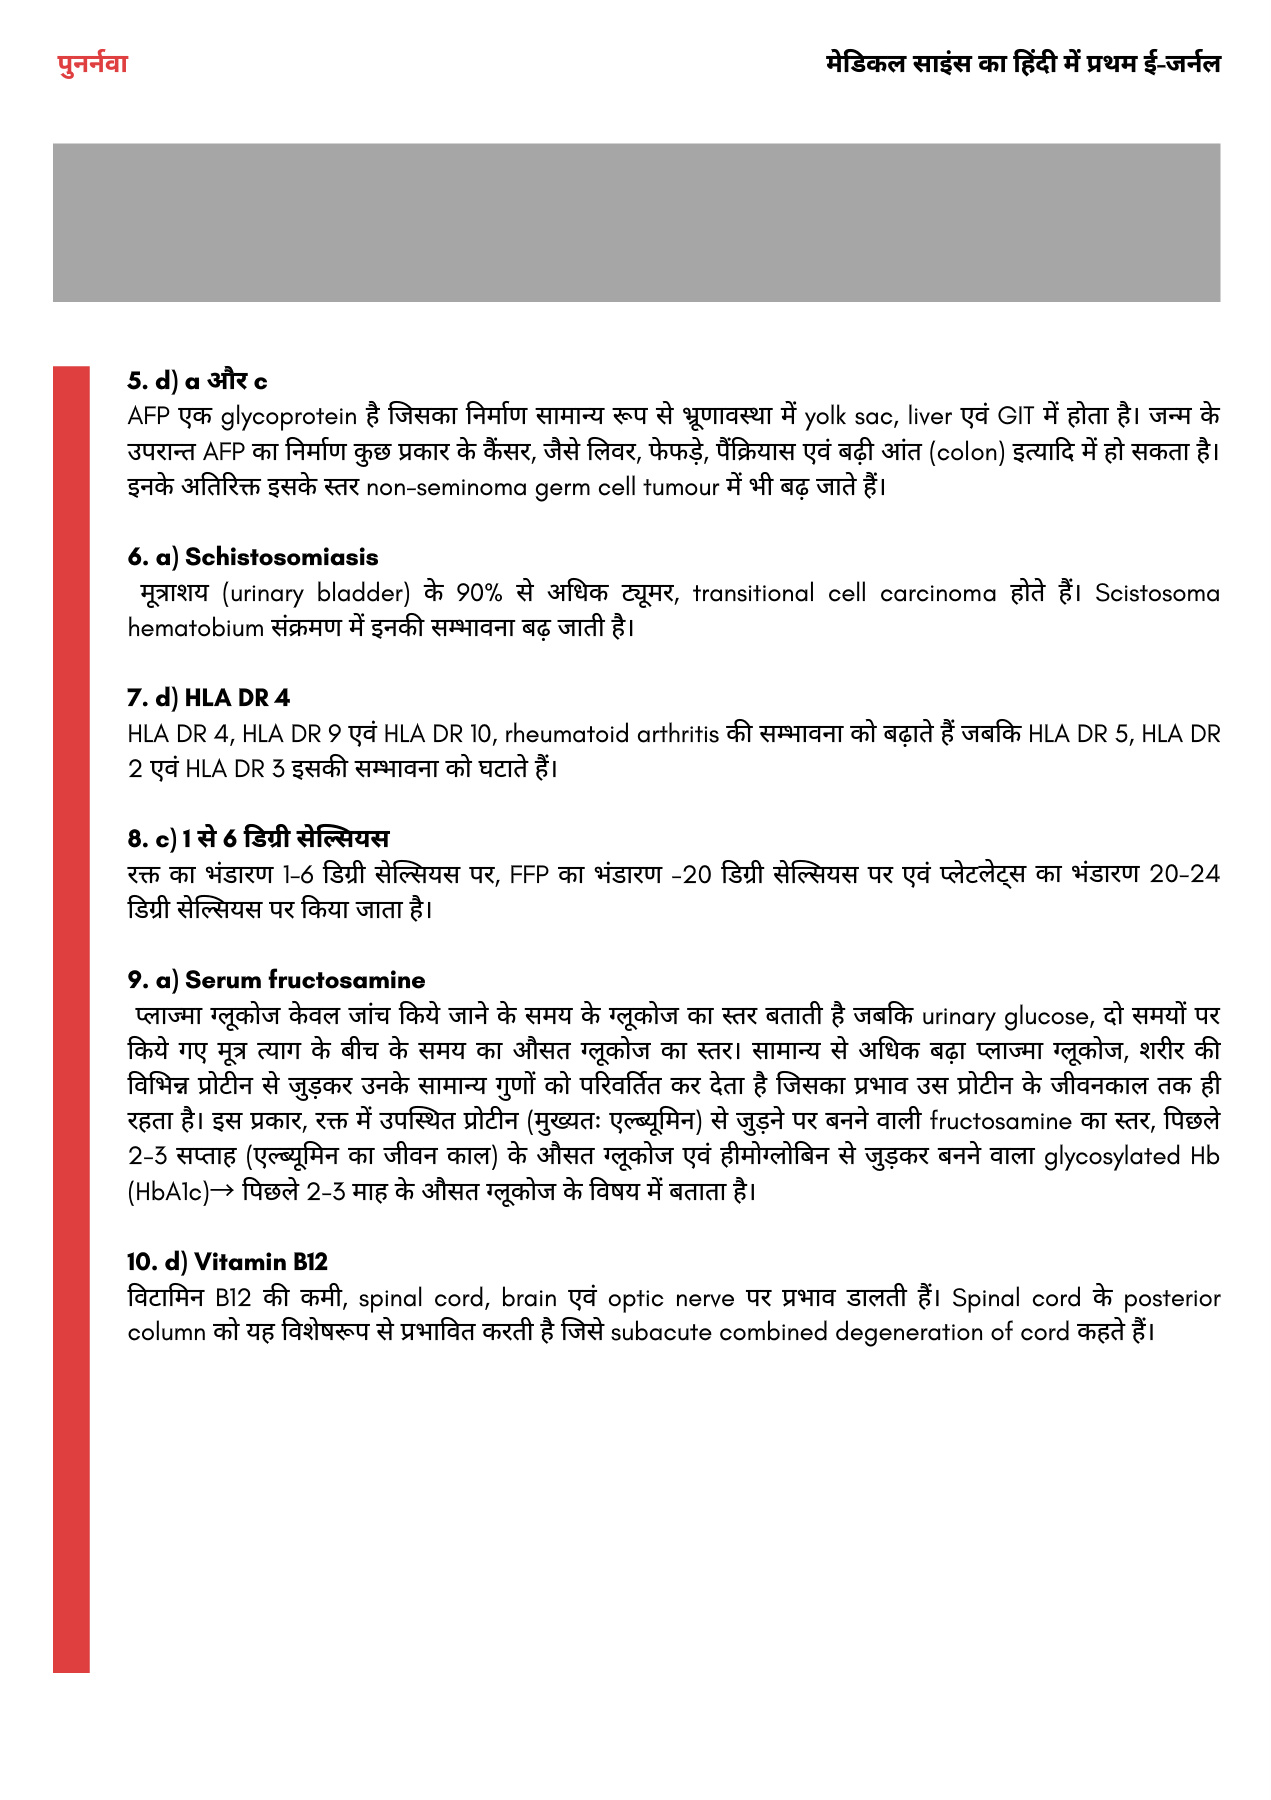 पुनर्नवा
मेडिकल साइंस का हिंदी में प्रथम ई-जर्नल
5. d) a और c
AFP एक glycoprotein है जिसका निर्माण सामान्य रूप से भ्रूणावस्था में yolk sac, liver एवं GIT में होता है। जन्म के
उपरान्त AFP का निर्माण कुछ प्रकार के कैंसर, जैसे लिवर, फेफड़े, पैंक्रियास एवं बढ़ी आंत (colon) इत्यादि में हो सकता है।
इनके अतिरिक्त इसके स्तर non-seminoma germ cell tumour में भी बढ़ जाते हैं।
6. a) Schistosomiasis
मूत्राशय (urinary bladder) के 90% से अधिक ट्यूमर, transitional cell carcinoma होते हैं। Scistosoma
hematobium संक्रमण में इनकी सम्भावना बढ़ जाती है।
7. d) HLA DR 4
HLA DR 4, HLA DR 9 एवं HLA DR 10, rheumatoid arthritis की सम्भावना को बढ़ाते हैं जबकि HLA DR 5, HLA DR
2 एवं HLA DR 3 इसकी सम्भावना को घटाते हैं।
8. c) 1 से 6 डिग्री सेल्सियस
रक्त का भंडारण 1-6 डिग्री सेल्सियस पर, FFP का भंडारण -20 डिग्री सेल्सियस पर एवं प्लेटलेट्स का भंडारण 20-24
डिग्री सेल्सियस पर किया जाता है।
9. a) Serum fructosamine
प्लाज्मा ग्लूकोज केवल जांच किये जाने के समय के ग्लूकोज का स्तर बताती है जबकि urinary glucose, दो समयों पर
किये गए मूत्र त्याग के बीच के समय का औसत ग्लूकोज का स्तर। सामान्य से अधिक बढ़ा प्लाज्मा ग्लूकोज, शरीर की
विभिन्न प्रोटीन से जुड़कर उनके सामान्य गुणों को परिवर्तित कर देता है जिसका प्रभाव उस प्रोटीन के जीवनकाल तक ही
रहता है। इस प्रकार, रक्त में उपस्थित प्रोटीन (मुख्यतः एल्ब्यूमिन) से जुड़ने पर बनने वाली fructosamine का स्तर, पिछले
2-3 सप्ताह (एल्ब्यूमिन का जीवन काल) के औसत ग्लूकोज एवं हीमोग्लोबिन से जुड़कर बनने वाला glycosylated Hb
(HbA1c)→ पिछले 2-3 माह के औसत ग्लूकोज के विषय में बताता है।
10. d) Vitamin B12
विटामिन B12 की कमी, spinal cord, brain एवं optic nerve पर प्रभाव डालती हैं। Spinal cord के posterior
column को यह विशेषरूप से प्रभावित करती है जिसे subacute combined degeneration of cord कहते हैं।